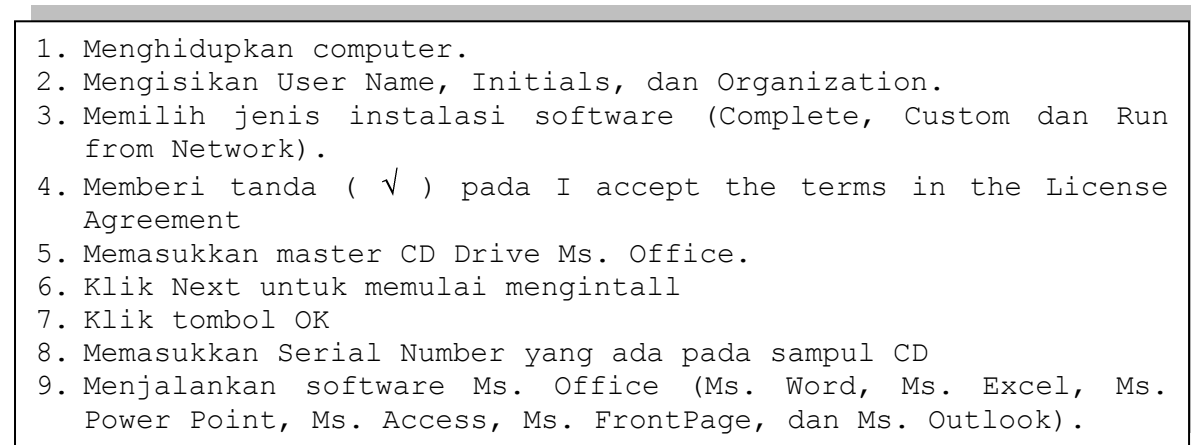 1. Menghidupkan computer.
2. Mengisikan User Name, Initials, dan Organization.
3. Memilih jenis instalasi software (Complete, Custom dan Run
from Network).
4. Memberi tanda ( √ ) pada I accept the terms in the License
Agreement
5. Memasukkan master CD Drive Ms. Office.
6. Klik Next untuk memulai mengintall
7. Klik tombol OK
8. Memasukkan Serial Number yang ada pada sampul CD
9. Menjalankan software Ms. Office (Ms. Word, Ms. Excel, Ms.
Power Point, Ms. Access, Ms. FrontPage, dan Ms. Outlook).